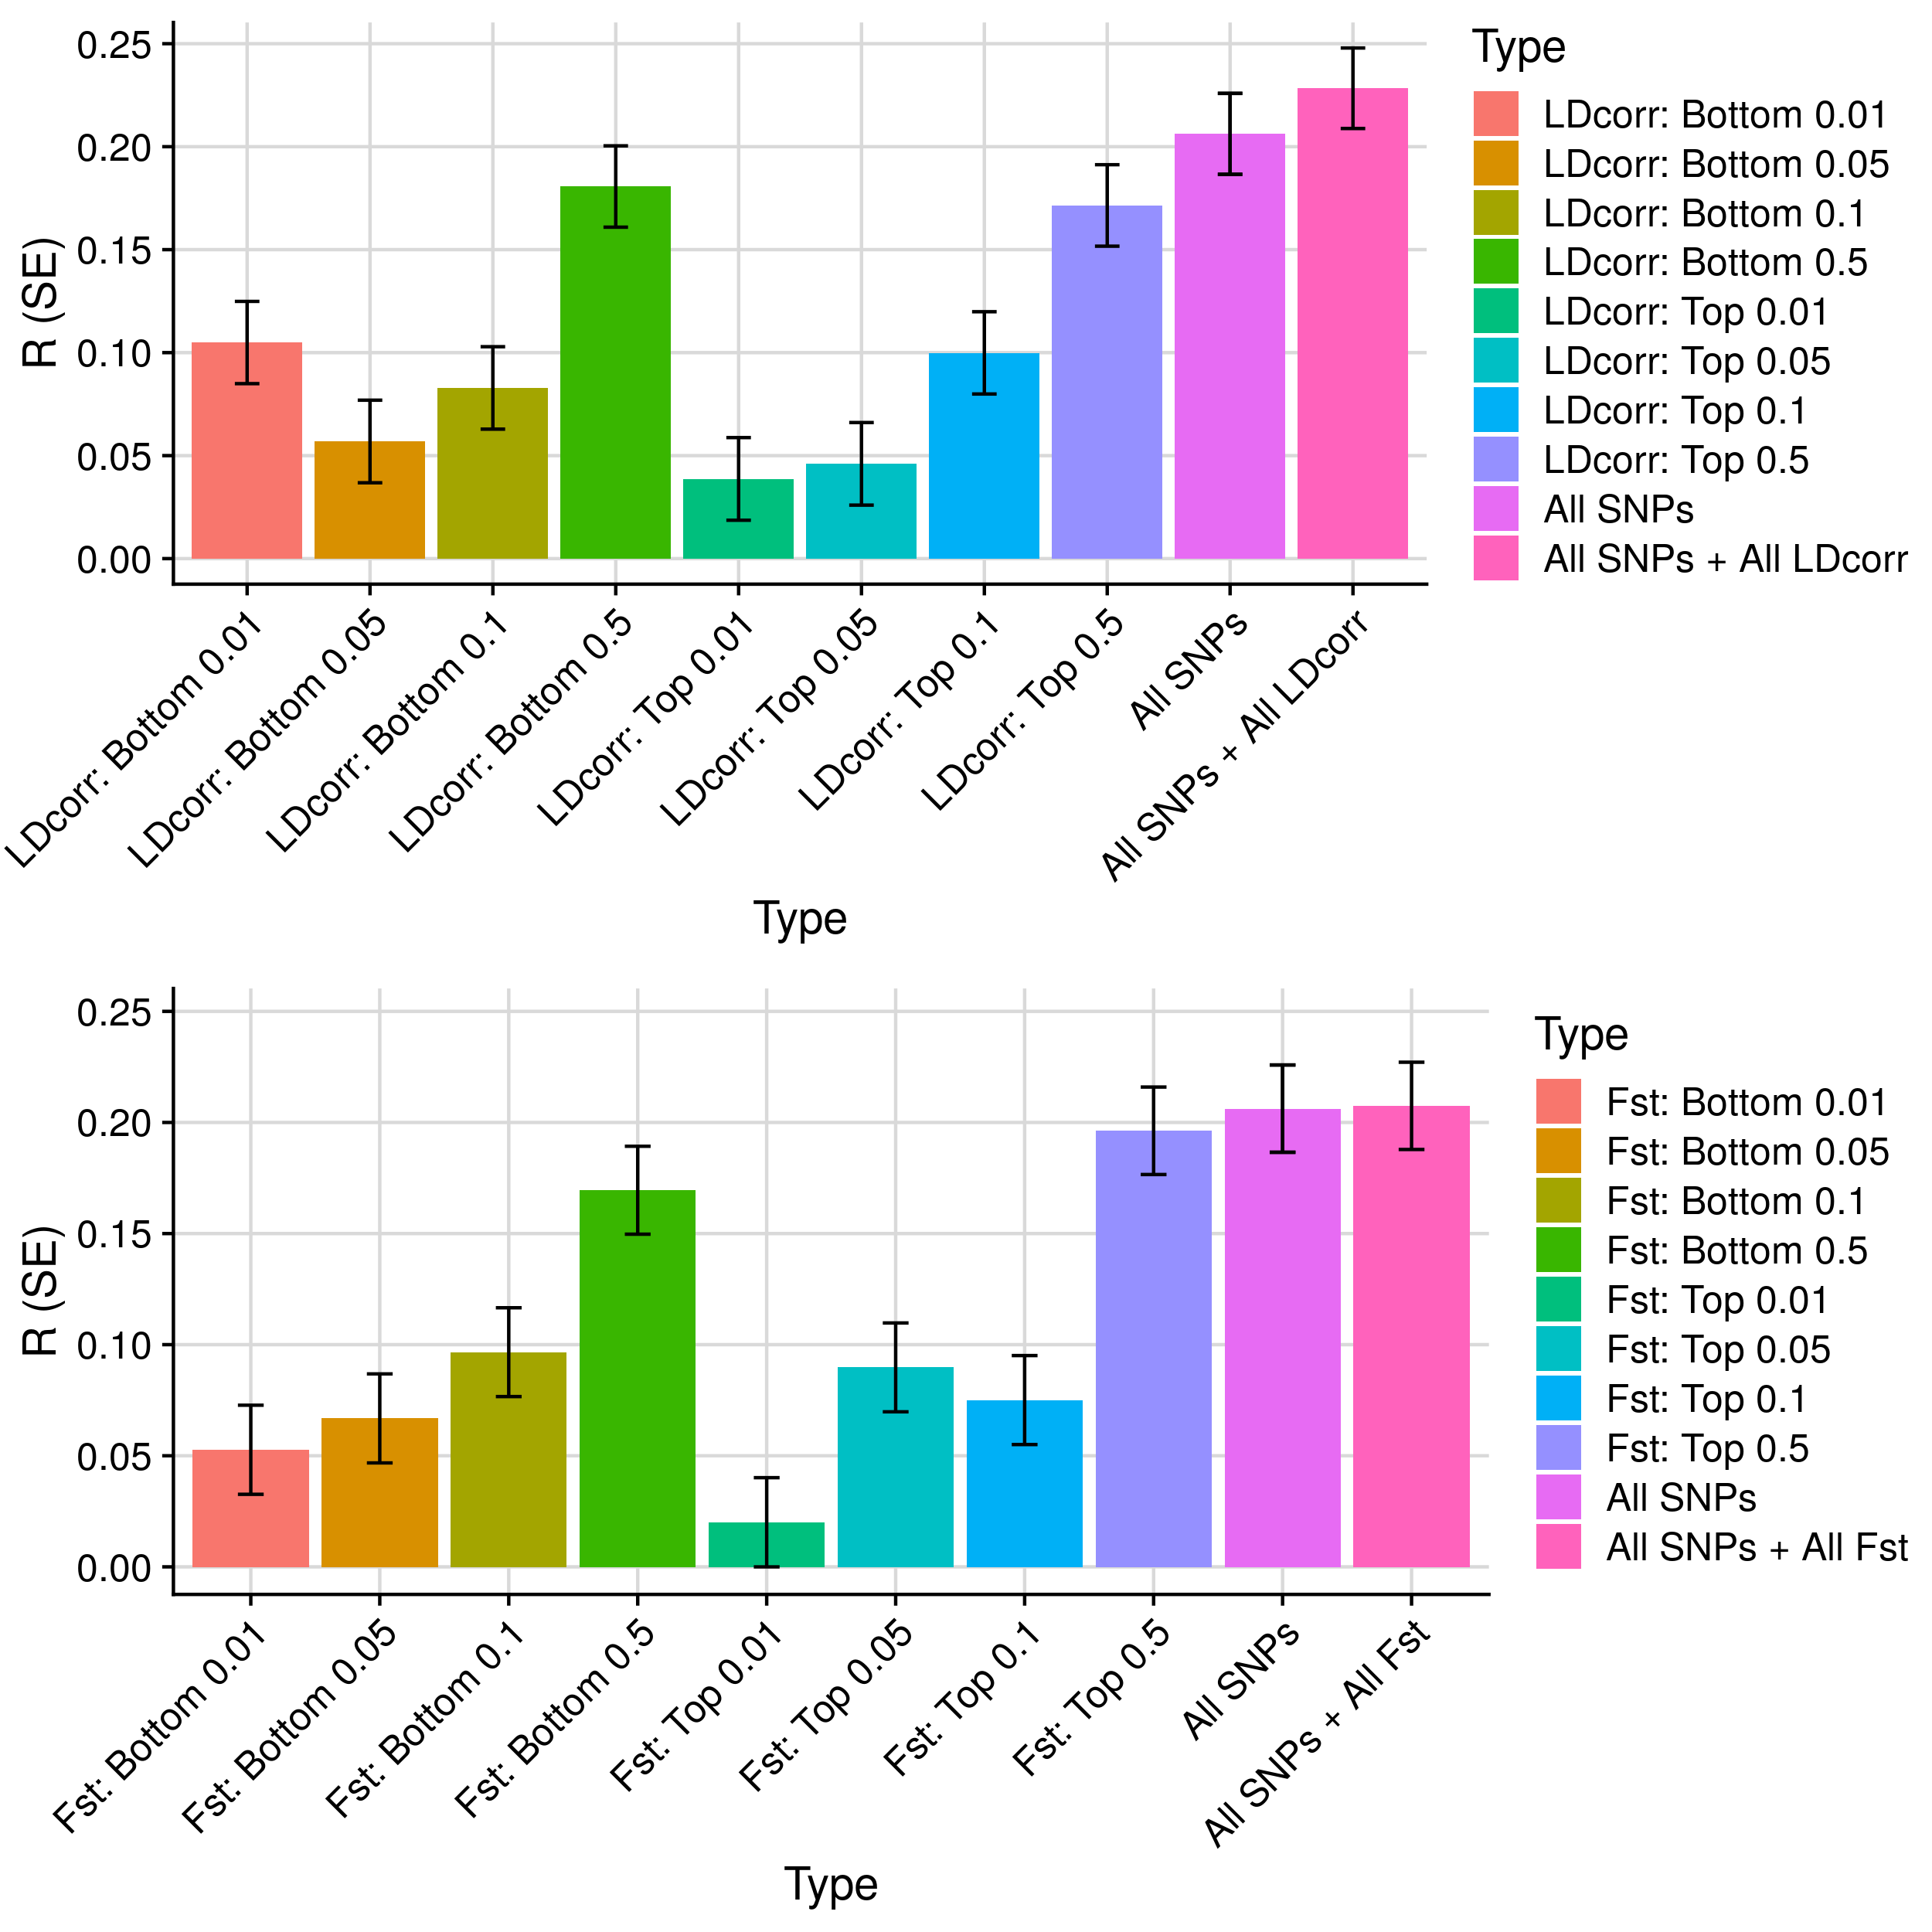 0.25
0.20
0.15
0.10
0.05
0.00
R (SE)
LDcorr: Bottom 0.01
LDcorr: Bottom 0.05
LDcorr: Bottom 0.1
LDcorr: Bottom 0.5
LDcorr: Top 0.01
LDcorr: Top 0.05
LDcorr: Top 0.1
LDcorr: Top 0.5
All SNPs
All SNPs + All LDcorr
Type
Type
LDcorr: Bottom 0.01
LDcorr: Bottom 0.05
LDcorr: Bottom 0.1
LDcorr: Bottom 0.5
LDcorr: Top 0.01
LDcorr: Top 0.05
LDcorr: Top 0.1
LDcorr: Top 0.5
All SNPs
All SNPs + All LDcorr
0.25
0.20
0.15
0.10
0.05
0.00
R (SE)
Fst: Bottom 0.01
Fst: Bottom 0.05
Fst: Bottom 0.1
Fst: Bottom 0.5
Fst: Top 0.01
Fst: Top 0.05
Fst: Top 0.1
Fst: Top 0.5
All SNPs
All SNPs + All Fst
Type
Type
Fst: Bottom 0.01
Fst: Bottom 0.05
Fst: Bottom 0.1
Fst: Bottom 0.5
Fst: Top 0.01
Fst: Top 0.05
Fst: Top 0.1
Fst: Top 0.5
All SNPs
All SNPs + All Fst